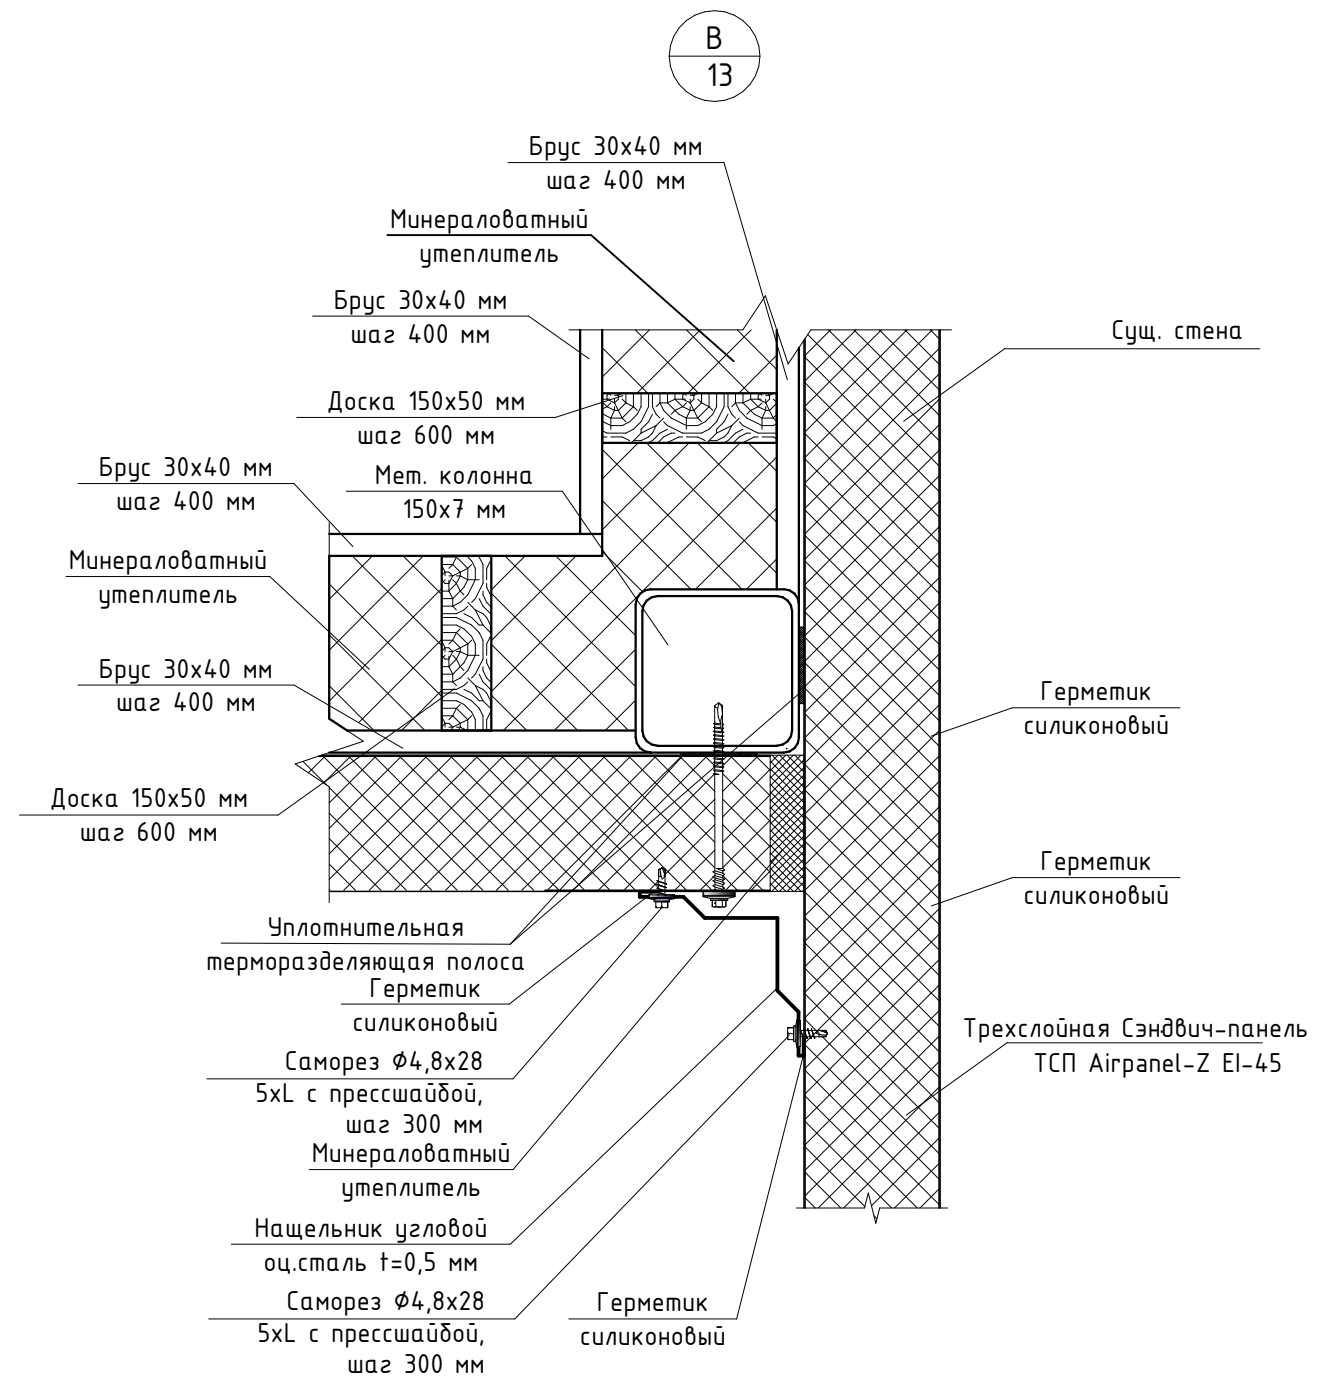 В
13
Брус 30х40 мм
шаг 400 мм
Минераловатный
утеплитель
Брус 30х40 мм
шаг 400 мм
Сущ. стена
Доска 150х50 мм
шаг 600 мм
Брус 30х40 мм
шаг 400 мм
Мет. колонна
150х7 мм
Минераловатный
утеплитель
Брус 30х40 мм
шаг 400 мм
Герметик
силиконовый
Доска 150х50 мм
шаг 600 мм
Герметик
силиконовый
Уплотнительная
терморазделяющая полоса
Герметик
силиконовый
Трехслойная Сэндвич-панель
ТСП Airpanel-Z EI-45
Саморез Ф4,8х28
5хL с прессшайбой,
шаг 300 мм
Минераловатный
утеплитель
Нащельник угловой
оц.сталь t=0,5 мм
Саморез Ф4,8х28
5хL с прессшайбой,
шаг 300 мм
Герметик
силиконовый